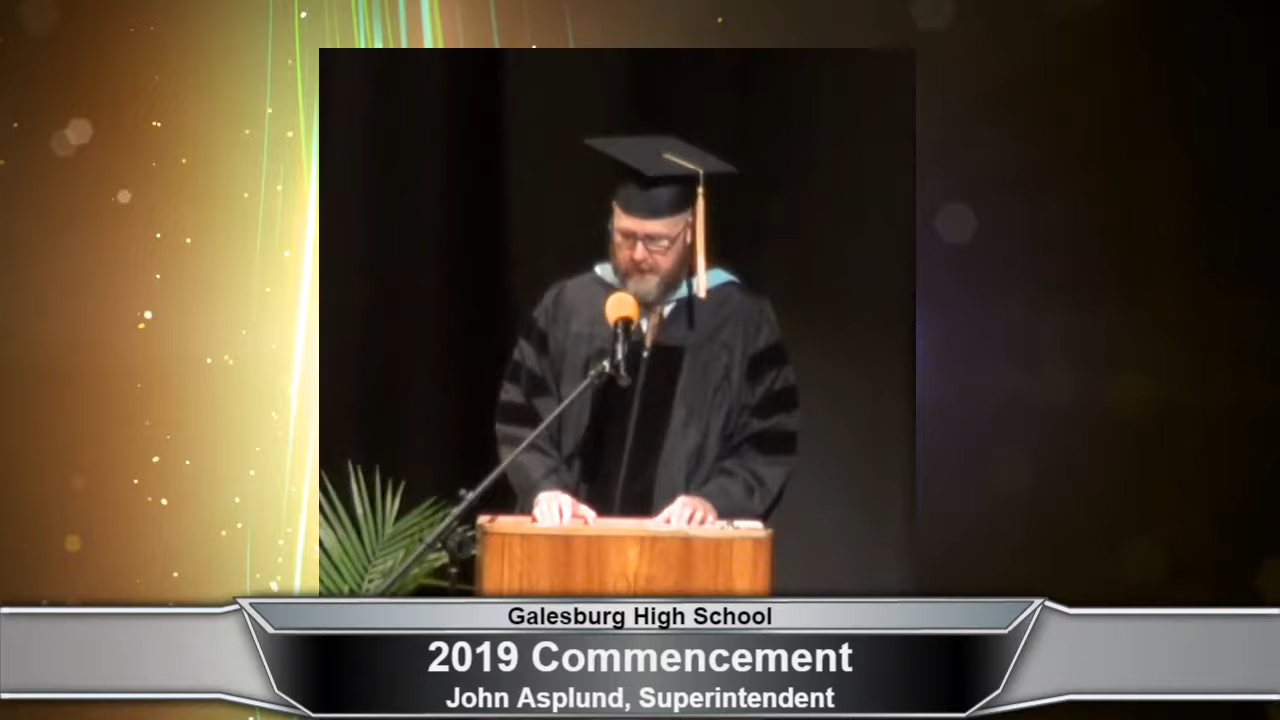 Galesburg High School
2019 Commencement
John Asplund, Superintendent